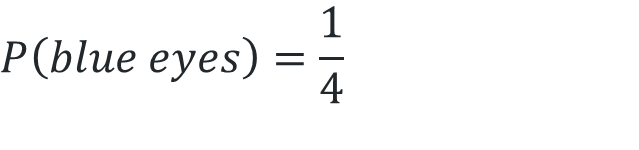 P(blue eyes) = 1/4